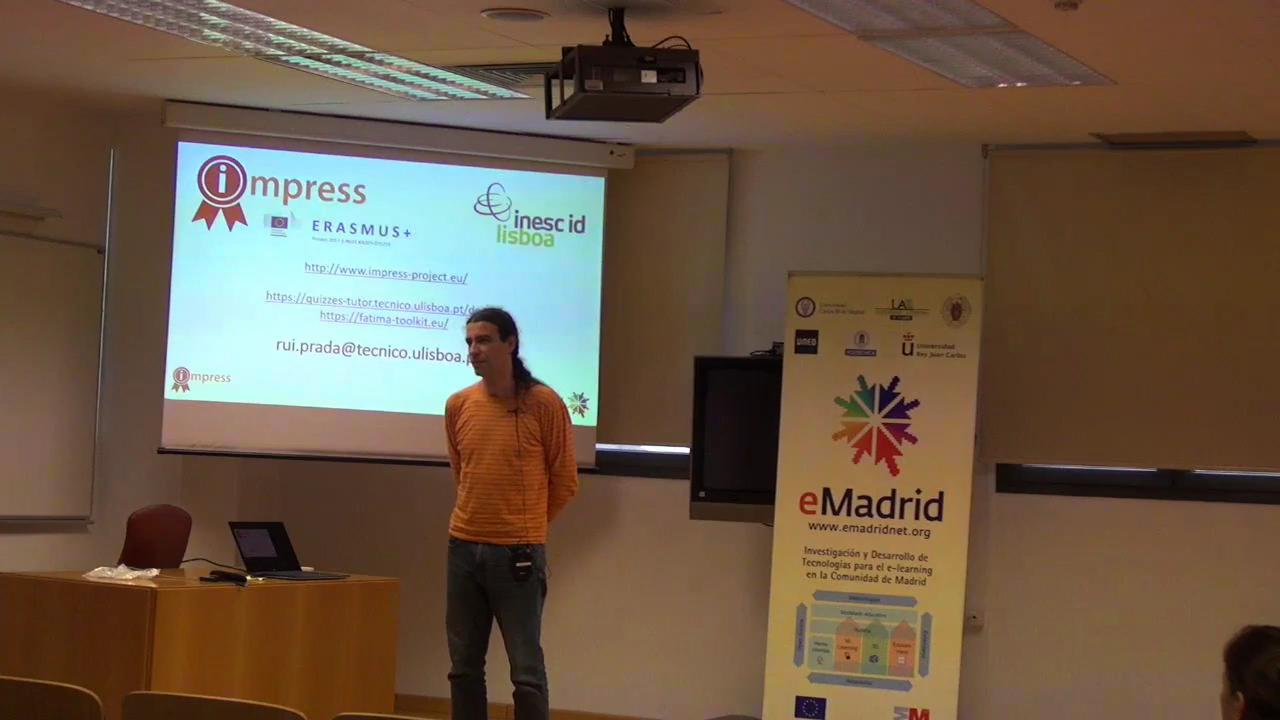 impress
ERASMUS+
inesc id
lisboa
http://www.impress-project.eu/
https://quizzes-tutor.tecnico.ulisboa.pt/
https://fatima-toolkit.eu/
rui.prada@tecnico.ulisboa.
impress
UNED
Universidad
Rey Juan Carlos
eMadrid
www.emadridnet.org
Investigación y Desarrollo de
Tecnologías para el e-learning
en la Comunidad de Madrid